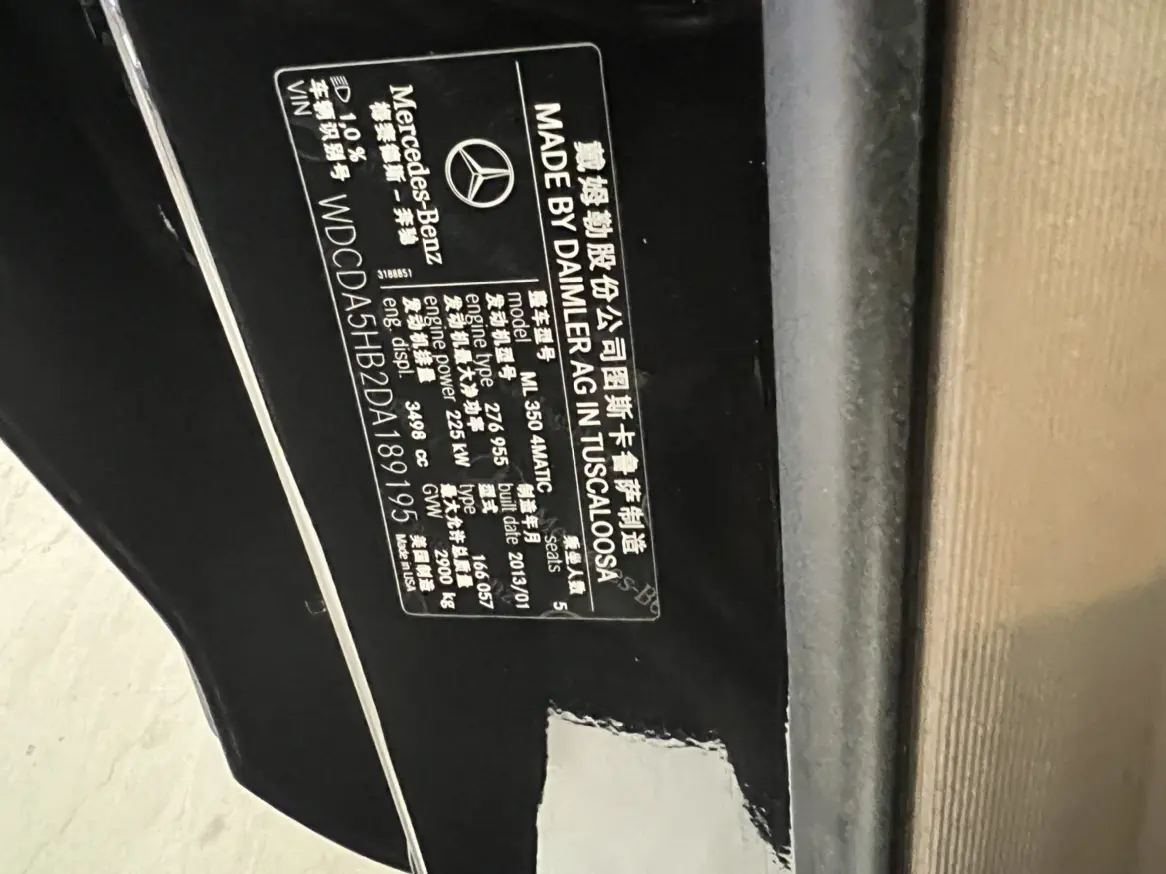 戴姆勒股份公司图斯卡鲁萨制造
MADE BY DAIMLER AG IN TUSCALOOSA
Mercedes-Benz
梅赛德斯-奔驰
3188851
乘坐人数
seats 5
整车型号
model ML 350 4MATIC
制造年月
built date 2013/01
发动机型号
engine type 276 955
型式
type 166 057
发动机最大净功率
engine power 225 kW
最大允许总质量
GVW 2900 kg
发动机排量
eng. displ. 3498 cc
美国制造
Made in USA
1,0 %
车辆识别号
VIN WDCDA5HB2DA189195